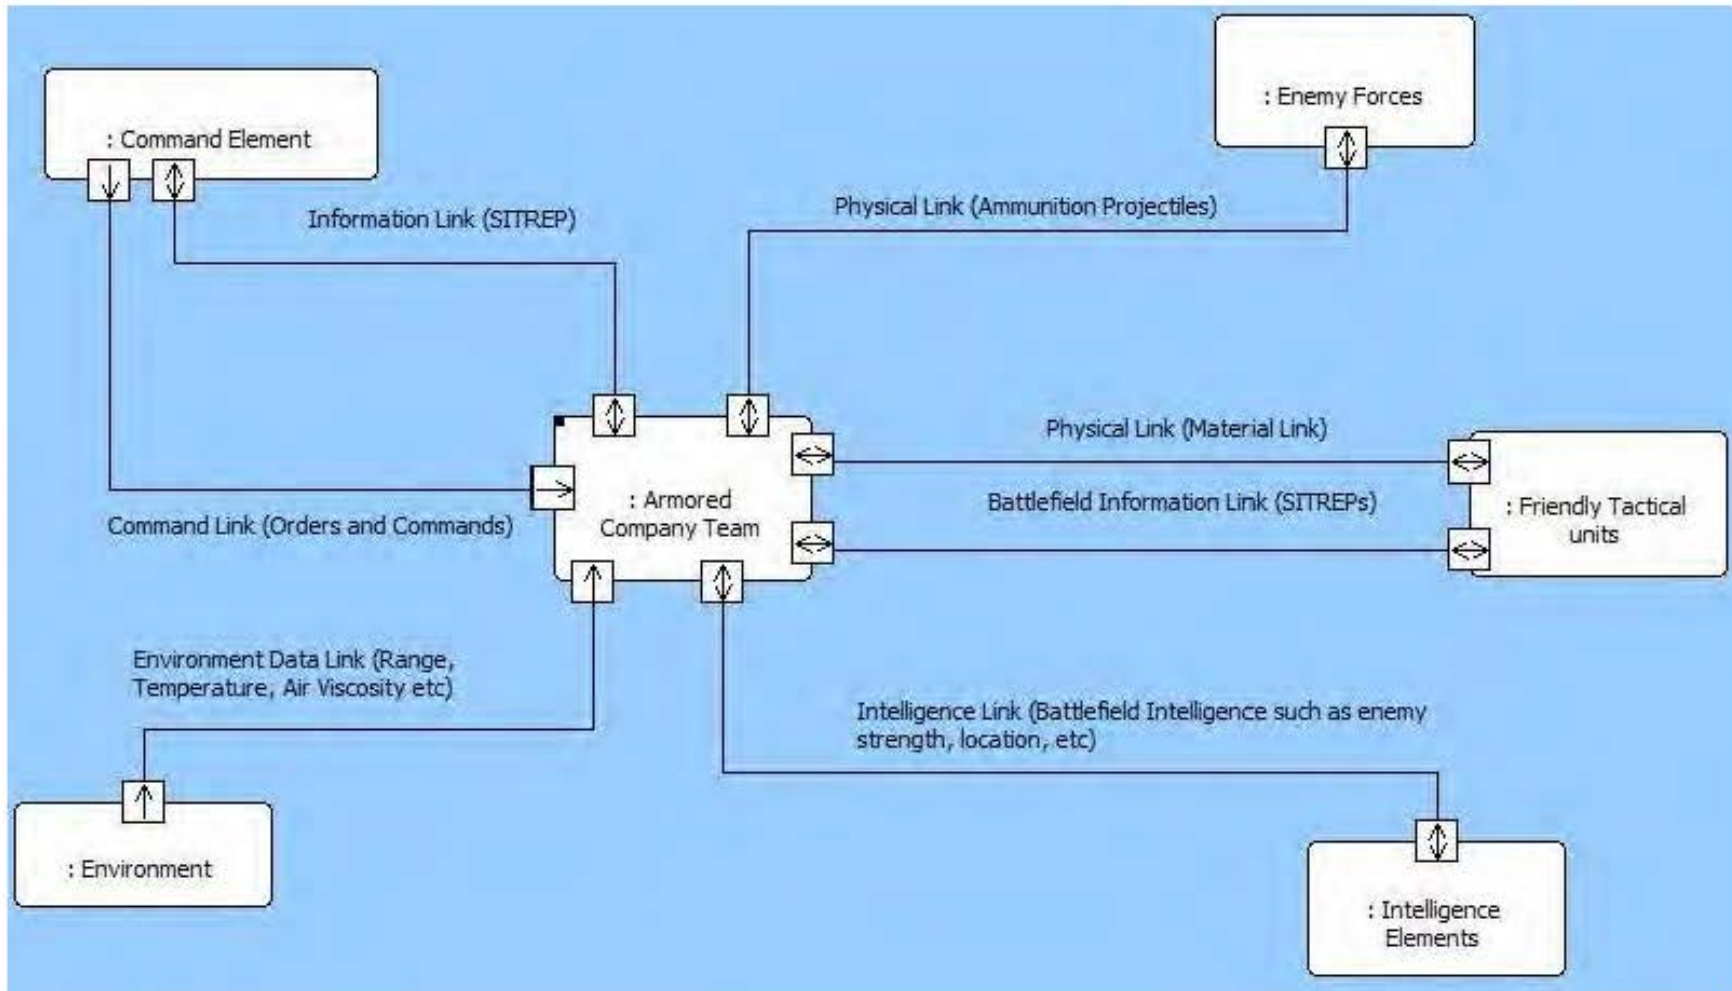 : Enemy Forces
: Command Element
Information Link (SITREP)
Physical Link (Ammunition Projectiles)
Physical Link (Material Link)
: Armored
Company Team
Battlefield Information Link (SITREPs)
: Friendly Tactical
units
Command Link (Orders and Commands)
Environment Data Link (Range,
Temperature, Air Viscosity etc)
Intelligence Link (Battlefield Intelligence such as enemy
strength, location, etc)
: Environment
: Intelligence
Elements